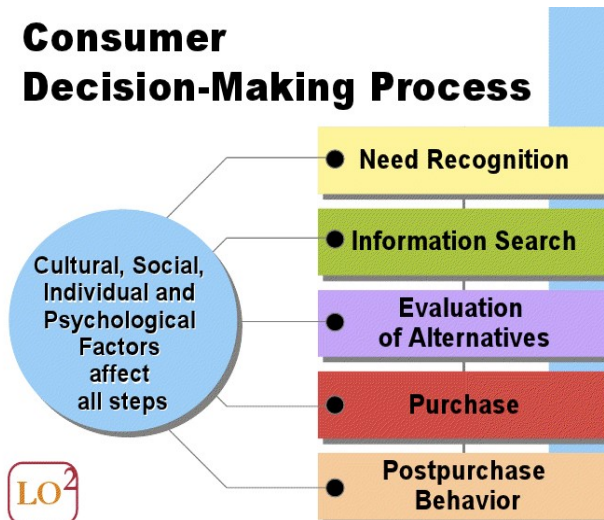 Consumer
Decision-Making Process
Need Recognition
Information Search
Evaluation
of Alternatives
Purchase
Postpurchase
Behavior
Cultural, Social,
Individual and
Psychological
Factors
affect
all steps
LO2